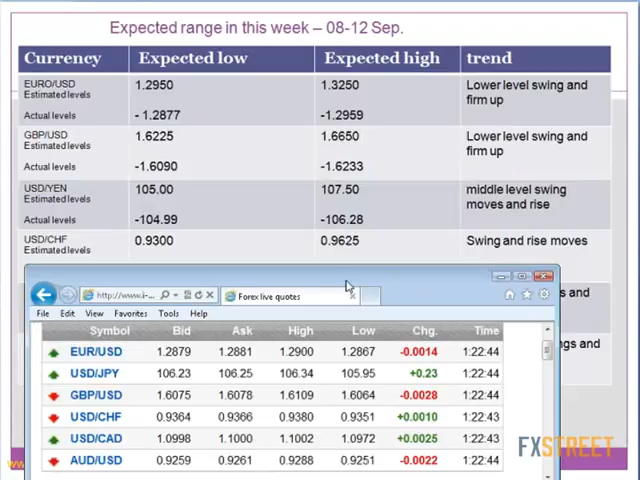 Expected range in this week – 08-12 Sep.
Currency Expected low Expected high trend
EURO/USD 1.2950 1.3250 Lower level swing and
Estimated levels firm up
Actual levels - 1.2877 -1.2959
GBP/USD 1.6225 1.6650 Lower level swing and
Estimated levels firm up
Actual levels -1.6090 -1.6233
USD/YEN 105.00 107.50 middle level swing
Estimated levels moves and rise
Actual levels -104.99 -106.28
USD/CHF 0.9300 0.9625 Swing and rise moves
Estimated levels
s and
ngs and
http://www.i-... Forex live quotes
File Edit View Favorites Tools Help
Symbol Bid Ask High Low Chg. Time
EUR/USD 1.2879 1.2881 1.2900 1.2867 -0.0014 1:22:44
USD/JPY 106.23 106.25 106.34 105.95 +0.23 1:22:44
GBP/USD 1.6075 1.6078 1.6109 1.6064 -0.0028 1:22:44
USD/CHF 0.9364 0.9366 0.9380 0.9351 +0.0010 1:22:43
USD/CAD 1.0998 1.1000 1.1002 1.0972 +0.0025 1:22:43
AUD/USD 0.9259 0.9261 0.9288 0.9251 -0.0022 1:22:44
FXSTREET